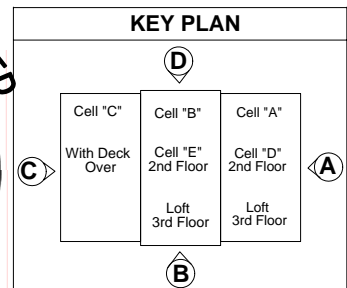 KEY PLAN
D
Cell "C"
With Deck
Over
Cell "B"
Cell "E"
2nd Floor
Loft
3rd Floor
Cell "A"
Cell "D"
2nd Floor
Loft
3rd Floor
C
A
B